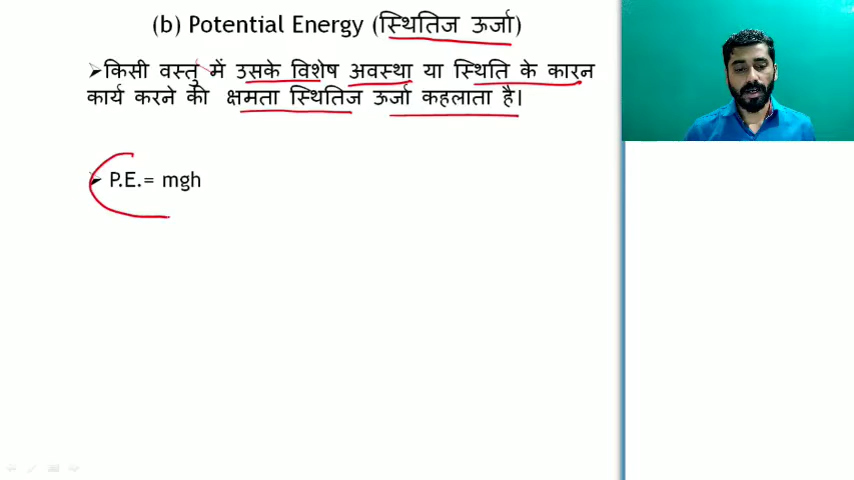 (b) Potential Energy (स्थितिज ऊर्जा)
➢किसी वस्तु में उसके विशेष अवस्था या स्थिति के कारन
कार्य करने की क्षमता स्थितिज ऊर्जा कहलाता है।
➢ P.E.= mgh